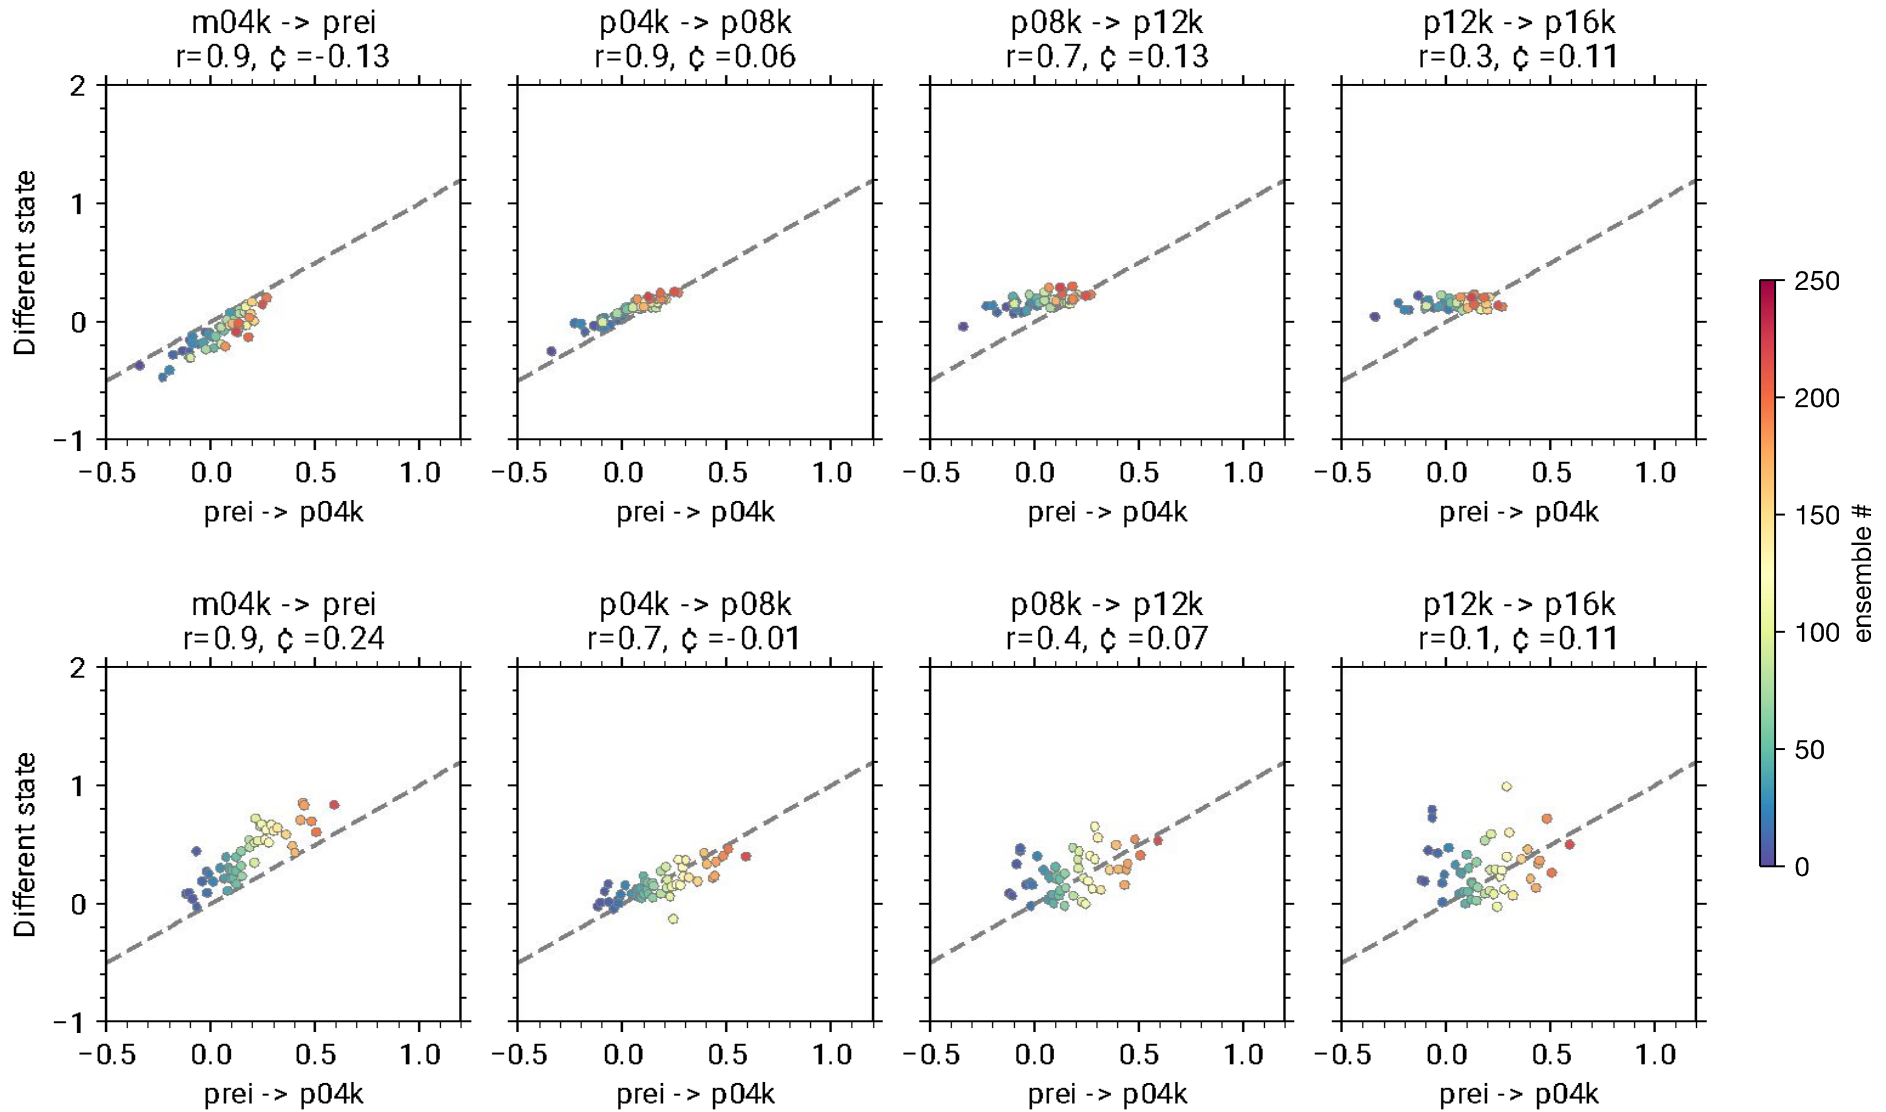 m04k -> prei
r=0.9, ¢ =-0.13
p04k -> p08k
r=0.9, ¢ =0.06
p08k -> p12k
r=0.7, ¢ =0.13
p12k -> p16k
r=0.3, ¢ =0.11
Different state
2
1
0
−1
−0.5 0.0 0.5 1.0
−0.5 0.0 0.5 1.0
−0.5 0.0 0.5 1.0
−0.5 0.0 0.5 1.0
prei -> p04k
prei -> p04k
prei -> p04k
prei -> p04k
m04k -> prei
r=0.9, ¢ =0.24
p04k -> p08k
r=0.7, ¢ =-0.01
p08k -> p12k
r=0.4, ¢ =0.07
p12k -> p16k
r=0.1, ¢ =0.11
Different state
2
1
0
−1
−0.5 0.0 0.5 1.0
−0.5 0.0 0.5 1.0
−0.5 0.0 0.5 1.0
−0.5 0.0 0.5 1.0
prei -> p04k
prei -> p04k
prei -> p04k
prei -> p04k
250
200
150
100
50
0
ensemble #